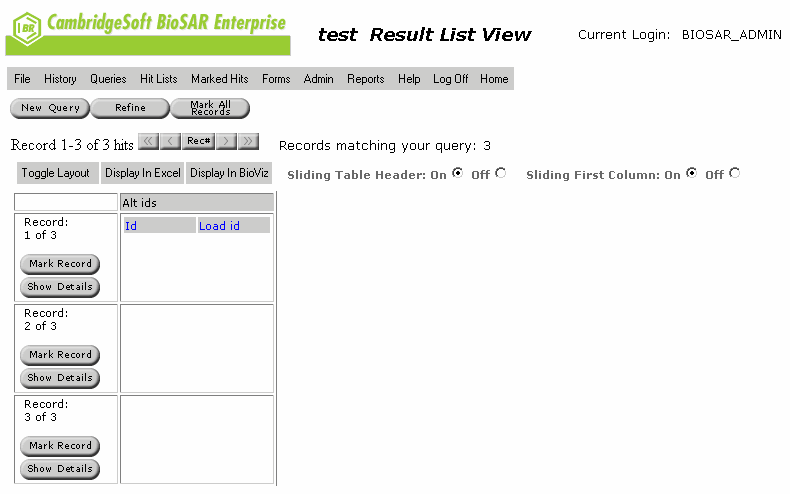 CambridgeSoft BioSAR Enterprise
IBR
test Result List View
Current Login: BIOSAR_ADMIN
File History Queries Hit Lists Marked Hits Forms Admin Reports Help Log Off Home
New Query Refine Mark All Records
Record 1-3 of 3 hits << < Rec# > >> Records matching your query: 3
Toggle Layout Display In Excel Display In BioViz Sliding Table Header: On Off Sliding First Column: On Off
Alt ids
Record:
1 of 3
Id Load id
Mark Record
Show Details
Record:
2 of 3
Mark Record
Show Details
Record:
3 of 3
Mark Record
Show Details